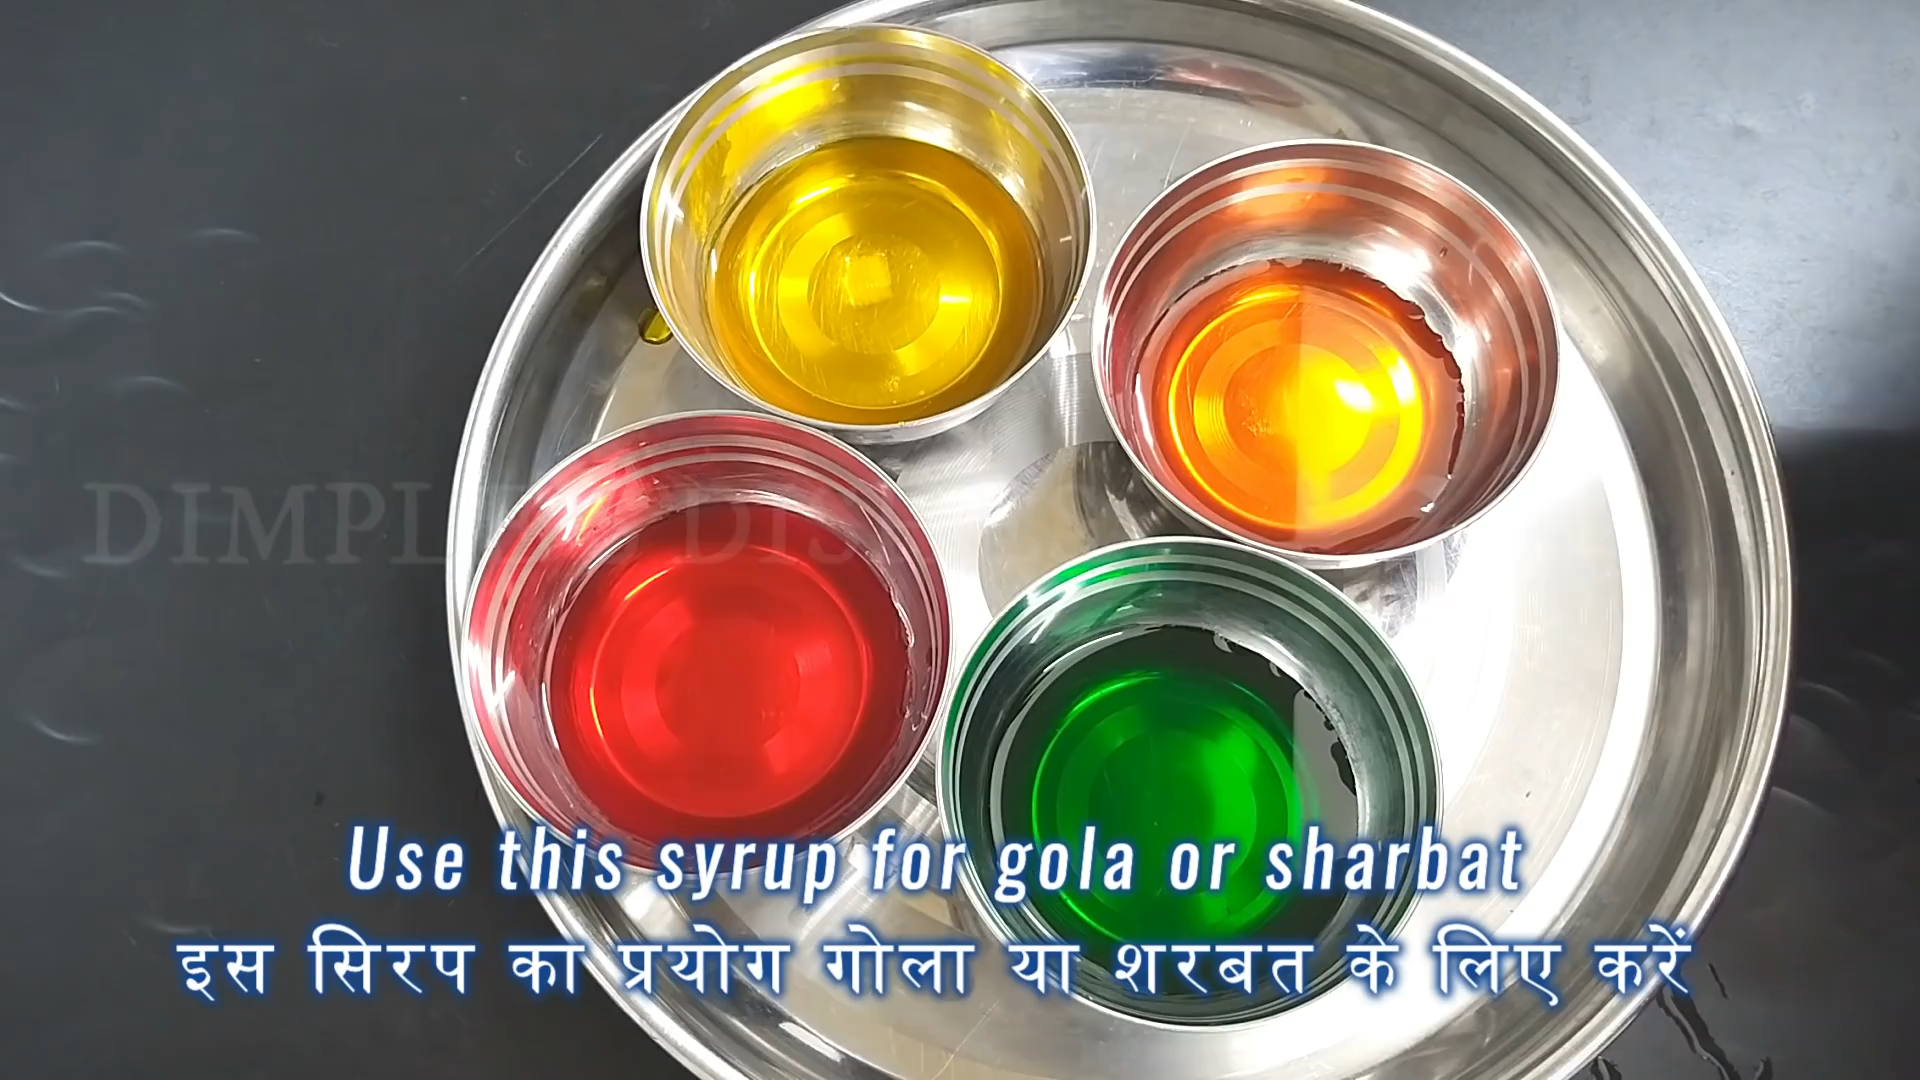 Use this syrup for gola or sharbat
इस सिरप का प्रयोग गोला या शरबत के लिए करें